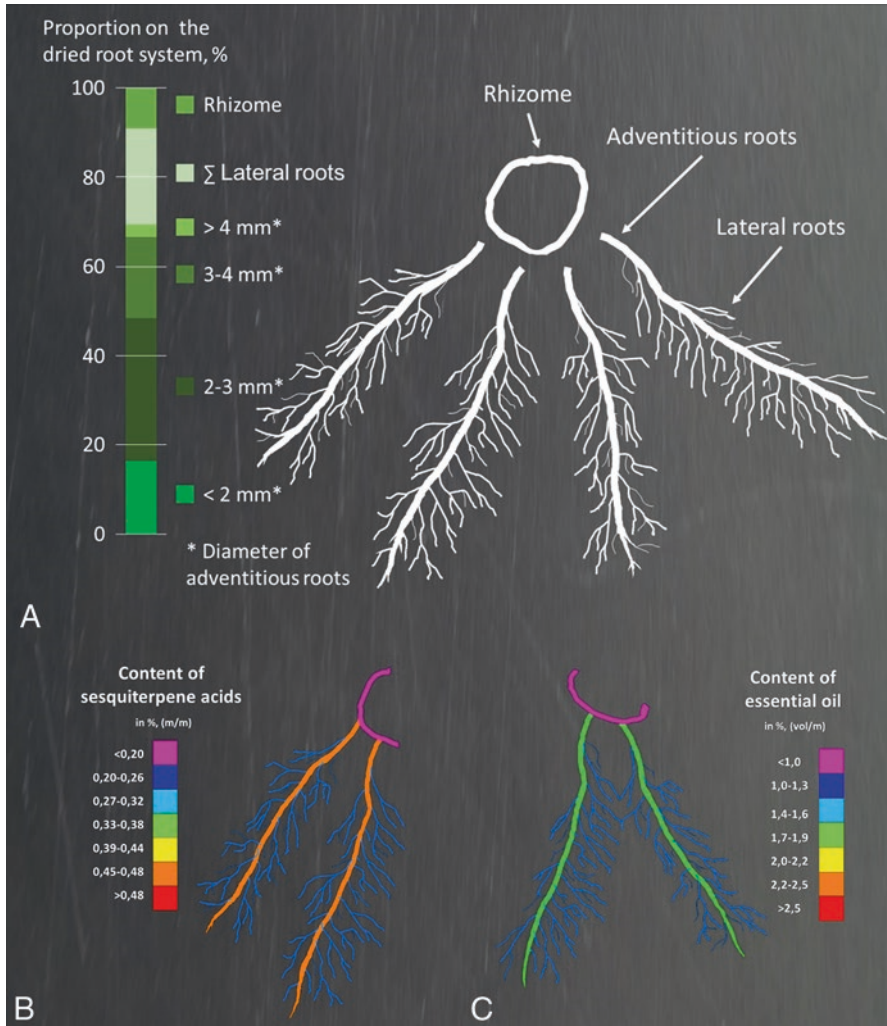 Proportion on the
dried root system, %
100
80
60
40
20
0
Rhizome
∑ Lateral roots
> 4 mm*
3-4 mm*
2-3 mm*
< 2 mm*
* Diameter of
adventitious roots
Rhizome
Adventitious roots
Lateral roots
A
Content of
sesquiterpene acids
in %, (m/m)
<0,20
0,20-0,26
0,27-0,32
0,33-0,38
0,39-0,44
0,45-0,48
>0,48
B
Content of
essential oil
in %, (vol/m)
<1,0
1,0-1,3
1,4-1,6
1,7-1,9
2,0-2,2
2,2-2,5
>2,5
C